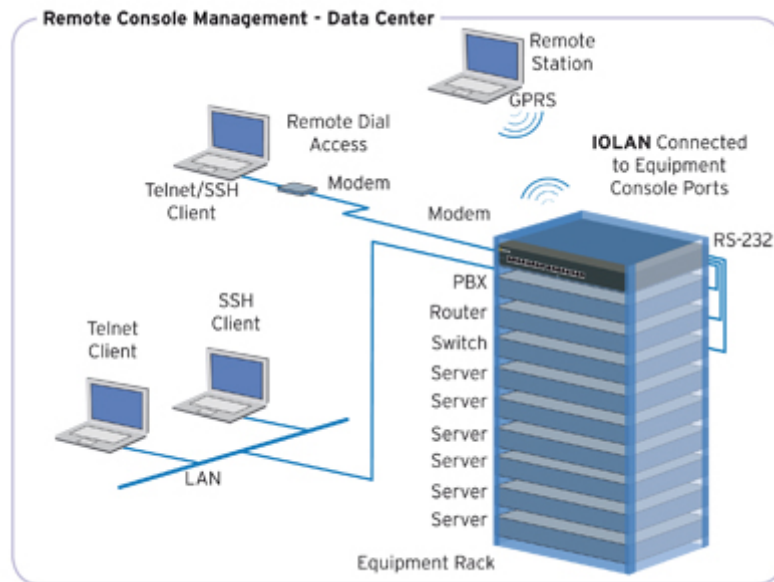 Remote Console Management - Data Center
Remote
Station
GPRS
Remote Dial
Access
IOLAN Connected
to Equipment
Console Ports
Telnet/SSH
Client
Modem
Modem
RS-232
PBX
Router
Switch
Server
Server
Server
Server
Server
Server
SSH
Client
Telnet
Client
LAN
Equipment Rack